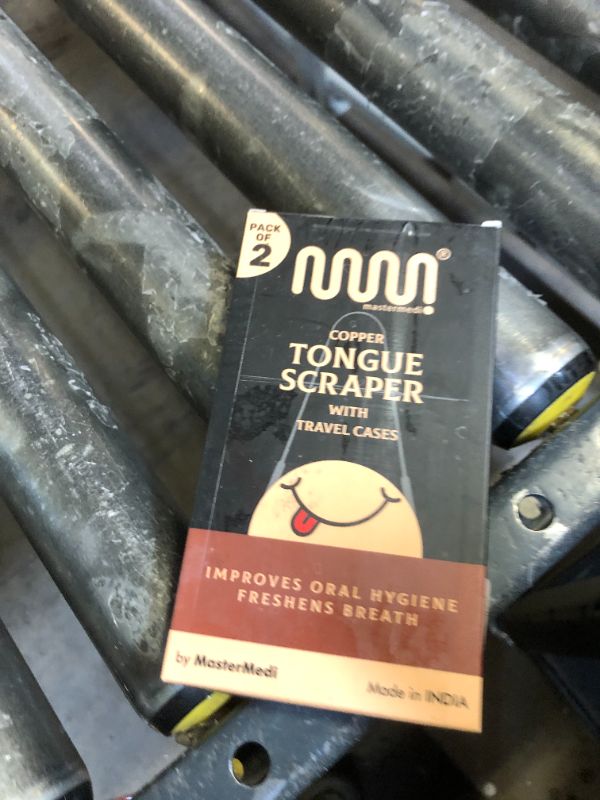 PACK
OF
2
mastermedi
®
COPPER
TONGUE
SCRAPER
WITH
TRAVEL CASES
IMPROVES ORAL HYGIENE
FRESHENS BREATH
by MasterMedi
Made in INDIA